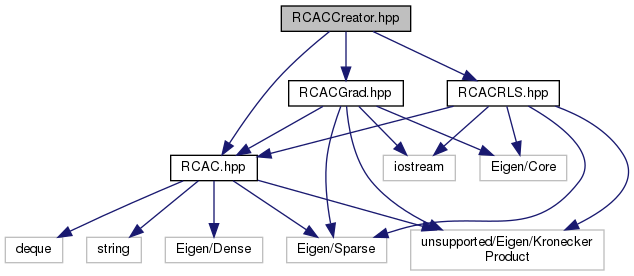 RCACCreator.hpp
RCACGrad.hpp
RCACRLS.hpp
RCAC.hpp
iostream
Eigen/Core
deque
string
Eigen/Dense
Eigen/Sparse
unsupported/Eigen/Kronecker
Product